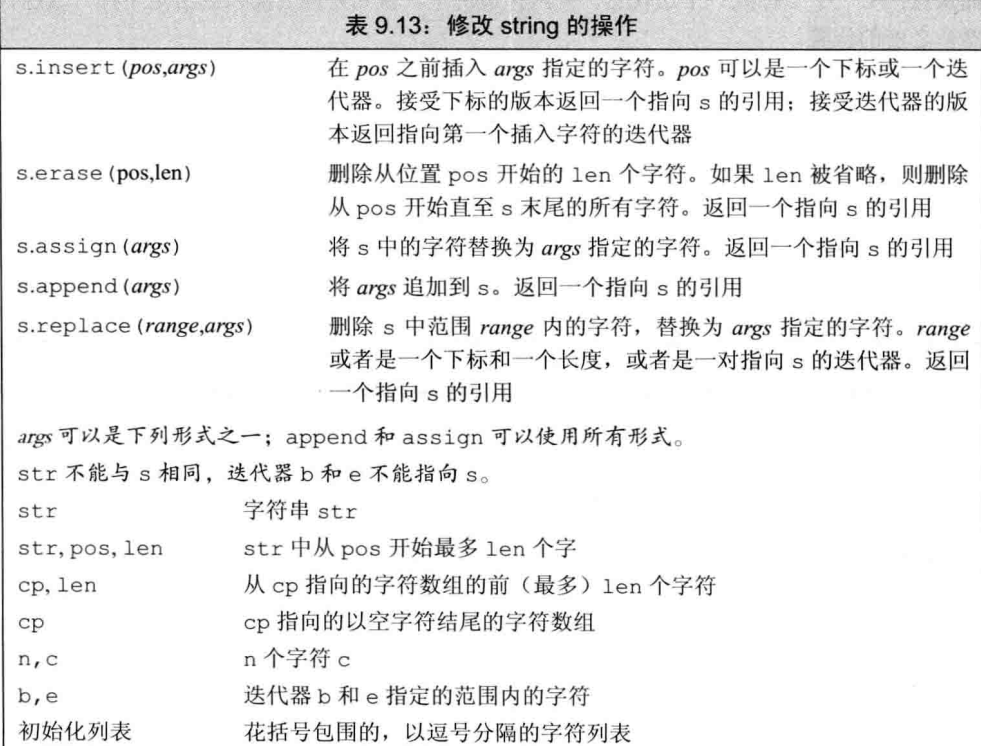 表 9.13：修改 string 的操作
s.insert(pos,args) 在 pos 之前插入 args 指定的字符。pos 可以是一个下标或一个迭
代器。接受下标的版本返回一个指向 s 的引用；接受迭代器的版
本返回指向第一个插入字符的迭代器
s.erase(pos,len) 删除从位置 pos 开始的 len 个字符。如果 len 被省略，则删除
从 pos 开始直至 s 末尾的所有字符。返回一个指向 s 的引用
s.assign(args) 将 s 中的字符替换为 args 指定的字符。返回一个指向 s 的引用
s.append(args) 将 args 追加到 s。返回一个指向 s 的引用
s.replace(range,args) 删除 s 中范围 range 内的字符，替换为 args 指定的字符。range
或者是一个下标和一个长度，或者是一对指向 s 的迭代器。返回
一个指向 s 的引用
args 可以是下列形式之一；append 和 assign 可以使用所有形式。
str 不能与 s 相同，迭代器 b 和 e 不能指向 s。
str 字符串 str
str,pos,len str 中从 pos 开始最多 len 个字
cp,len 从 cp 指向的字符数组的前（最多）len 个字符
cp cp 指向的以空字符结尾的字符数组
n,c n 个字符 c
b,e 迭代器 b 和 e 指定的范围内的字符
初始化列表 花括号包围的，以逗号分隔的字符列表